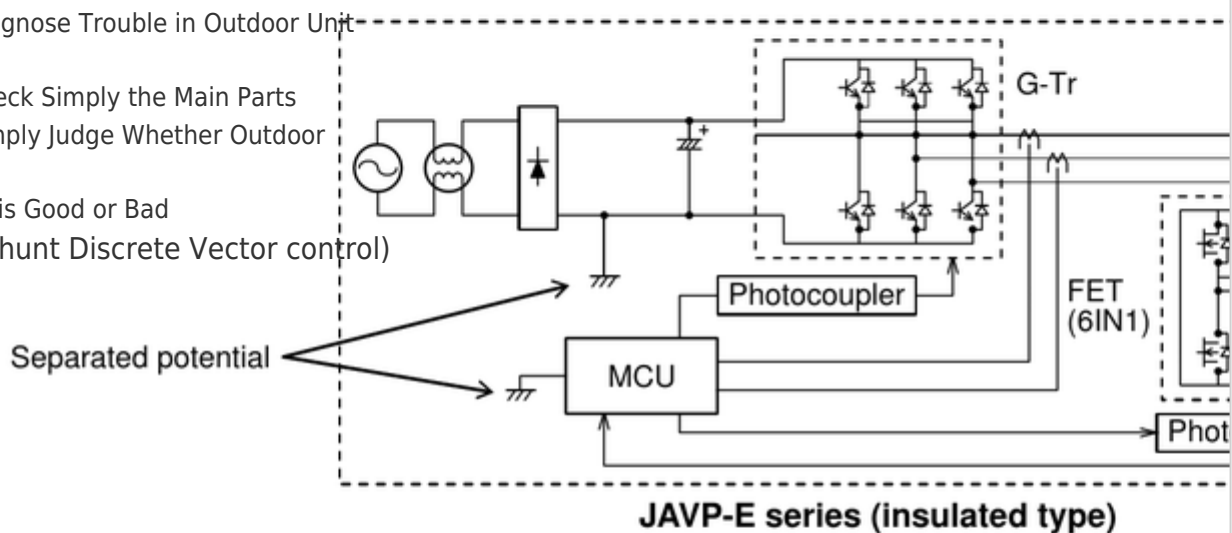 gnose Trouble in Outdoor Unit
eck Simply the Main Parts
mply Judge Whether Outdoor
is Good or Bad
hunt Discrete Vector control)
G-Tr
+
Photocoupler
FET
(6IN1)
Separated potential
MCU
Phot
JAVP-E series (insulated type)